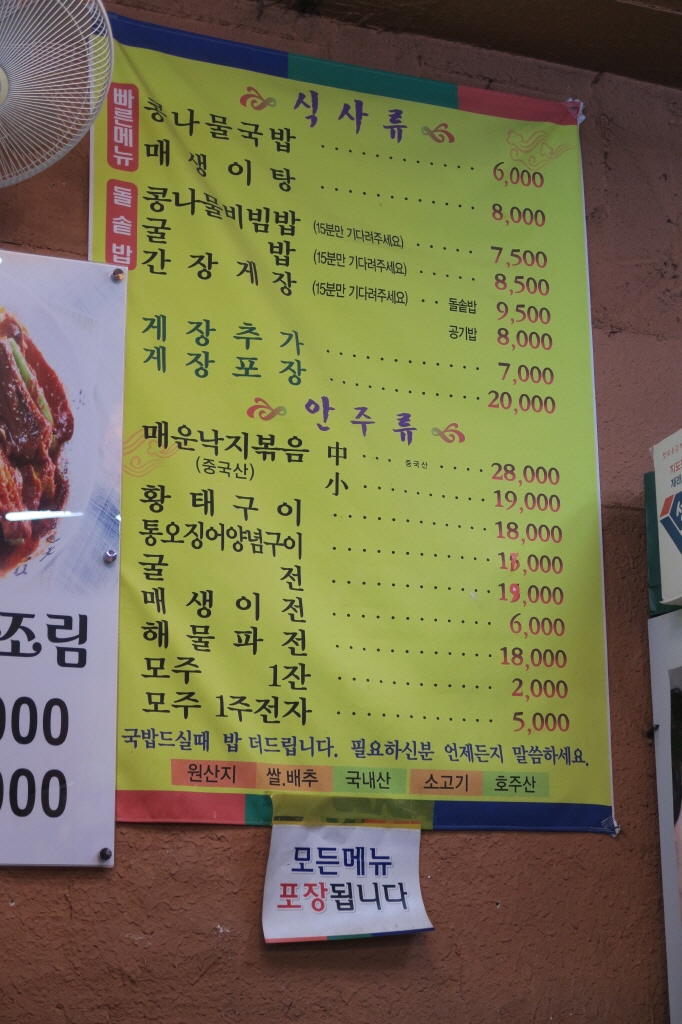 식사류
빠른메뉴
콩나물국밥 6,000
매생이탕 8,000
돌솥밥
콩나물비빔밥 (15분만 기다려주세요) 7,500
굴밥 (15분만 기다려주세요) 8,500
간장게장 (15분만 기다려주세요) 돌솥밥 9,500
공기밥 8,000
게장추가 7,000
게장포장 20,000
안주류
매운낙지볶음 中 중국산 28,000
(중국산) 小 19,000
황태구이 18,000
통오징어양념구이
굴전
매생이전 6,000
해물파전 18,000
모주 1잔 2,000
모주 1주전자 5,000
국밥드실때 밥 더드립니다. 필요하신분 언제든지 말씀하세요.
원산지 쌀.배추 국내산 소고기 호주산
모든메뉴
포장됩니다
조림
000
000